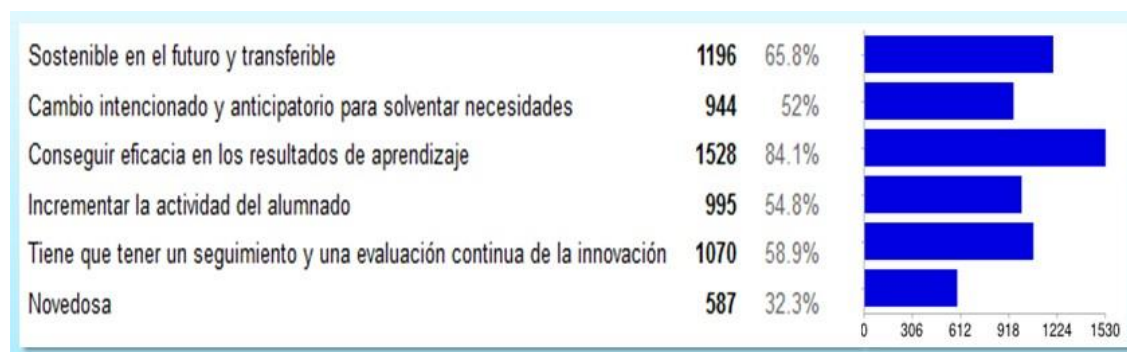 Sostenible en el futuro y transferible 1196 65.8%
Cambio intencionado y anticipatorio para solventar necesidades 944 52%
Conseguir eficacia en los resultados de aprendizaje 1528 84.1%
Incrementar la actividad del alumnado 995 54.8%
Tiene que tener un seguimiento y una evaluación continua de la innovación 1070 58.9%
Novedosa 587 32.3%
0 306 612 918 1224 1530